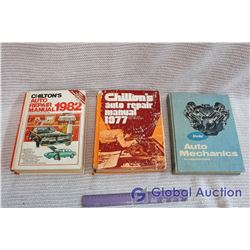 CHILTON'S
AUTO
REPAIR
MANUAL 1982
Chilton's
auto repair
manual
1977
Auto
Mechanics
Global Auction